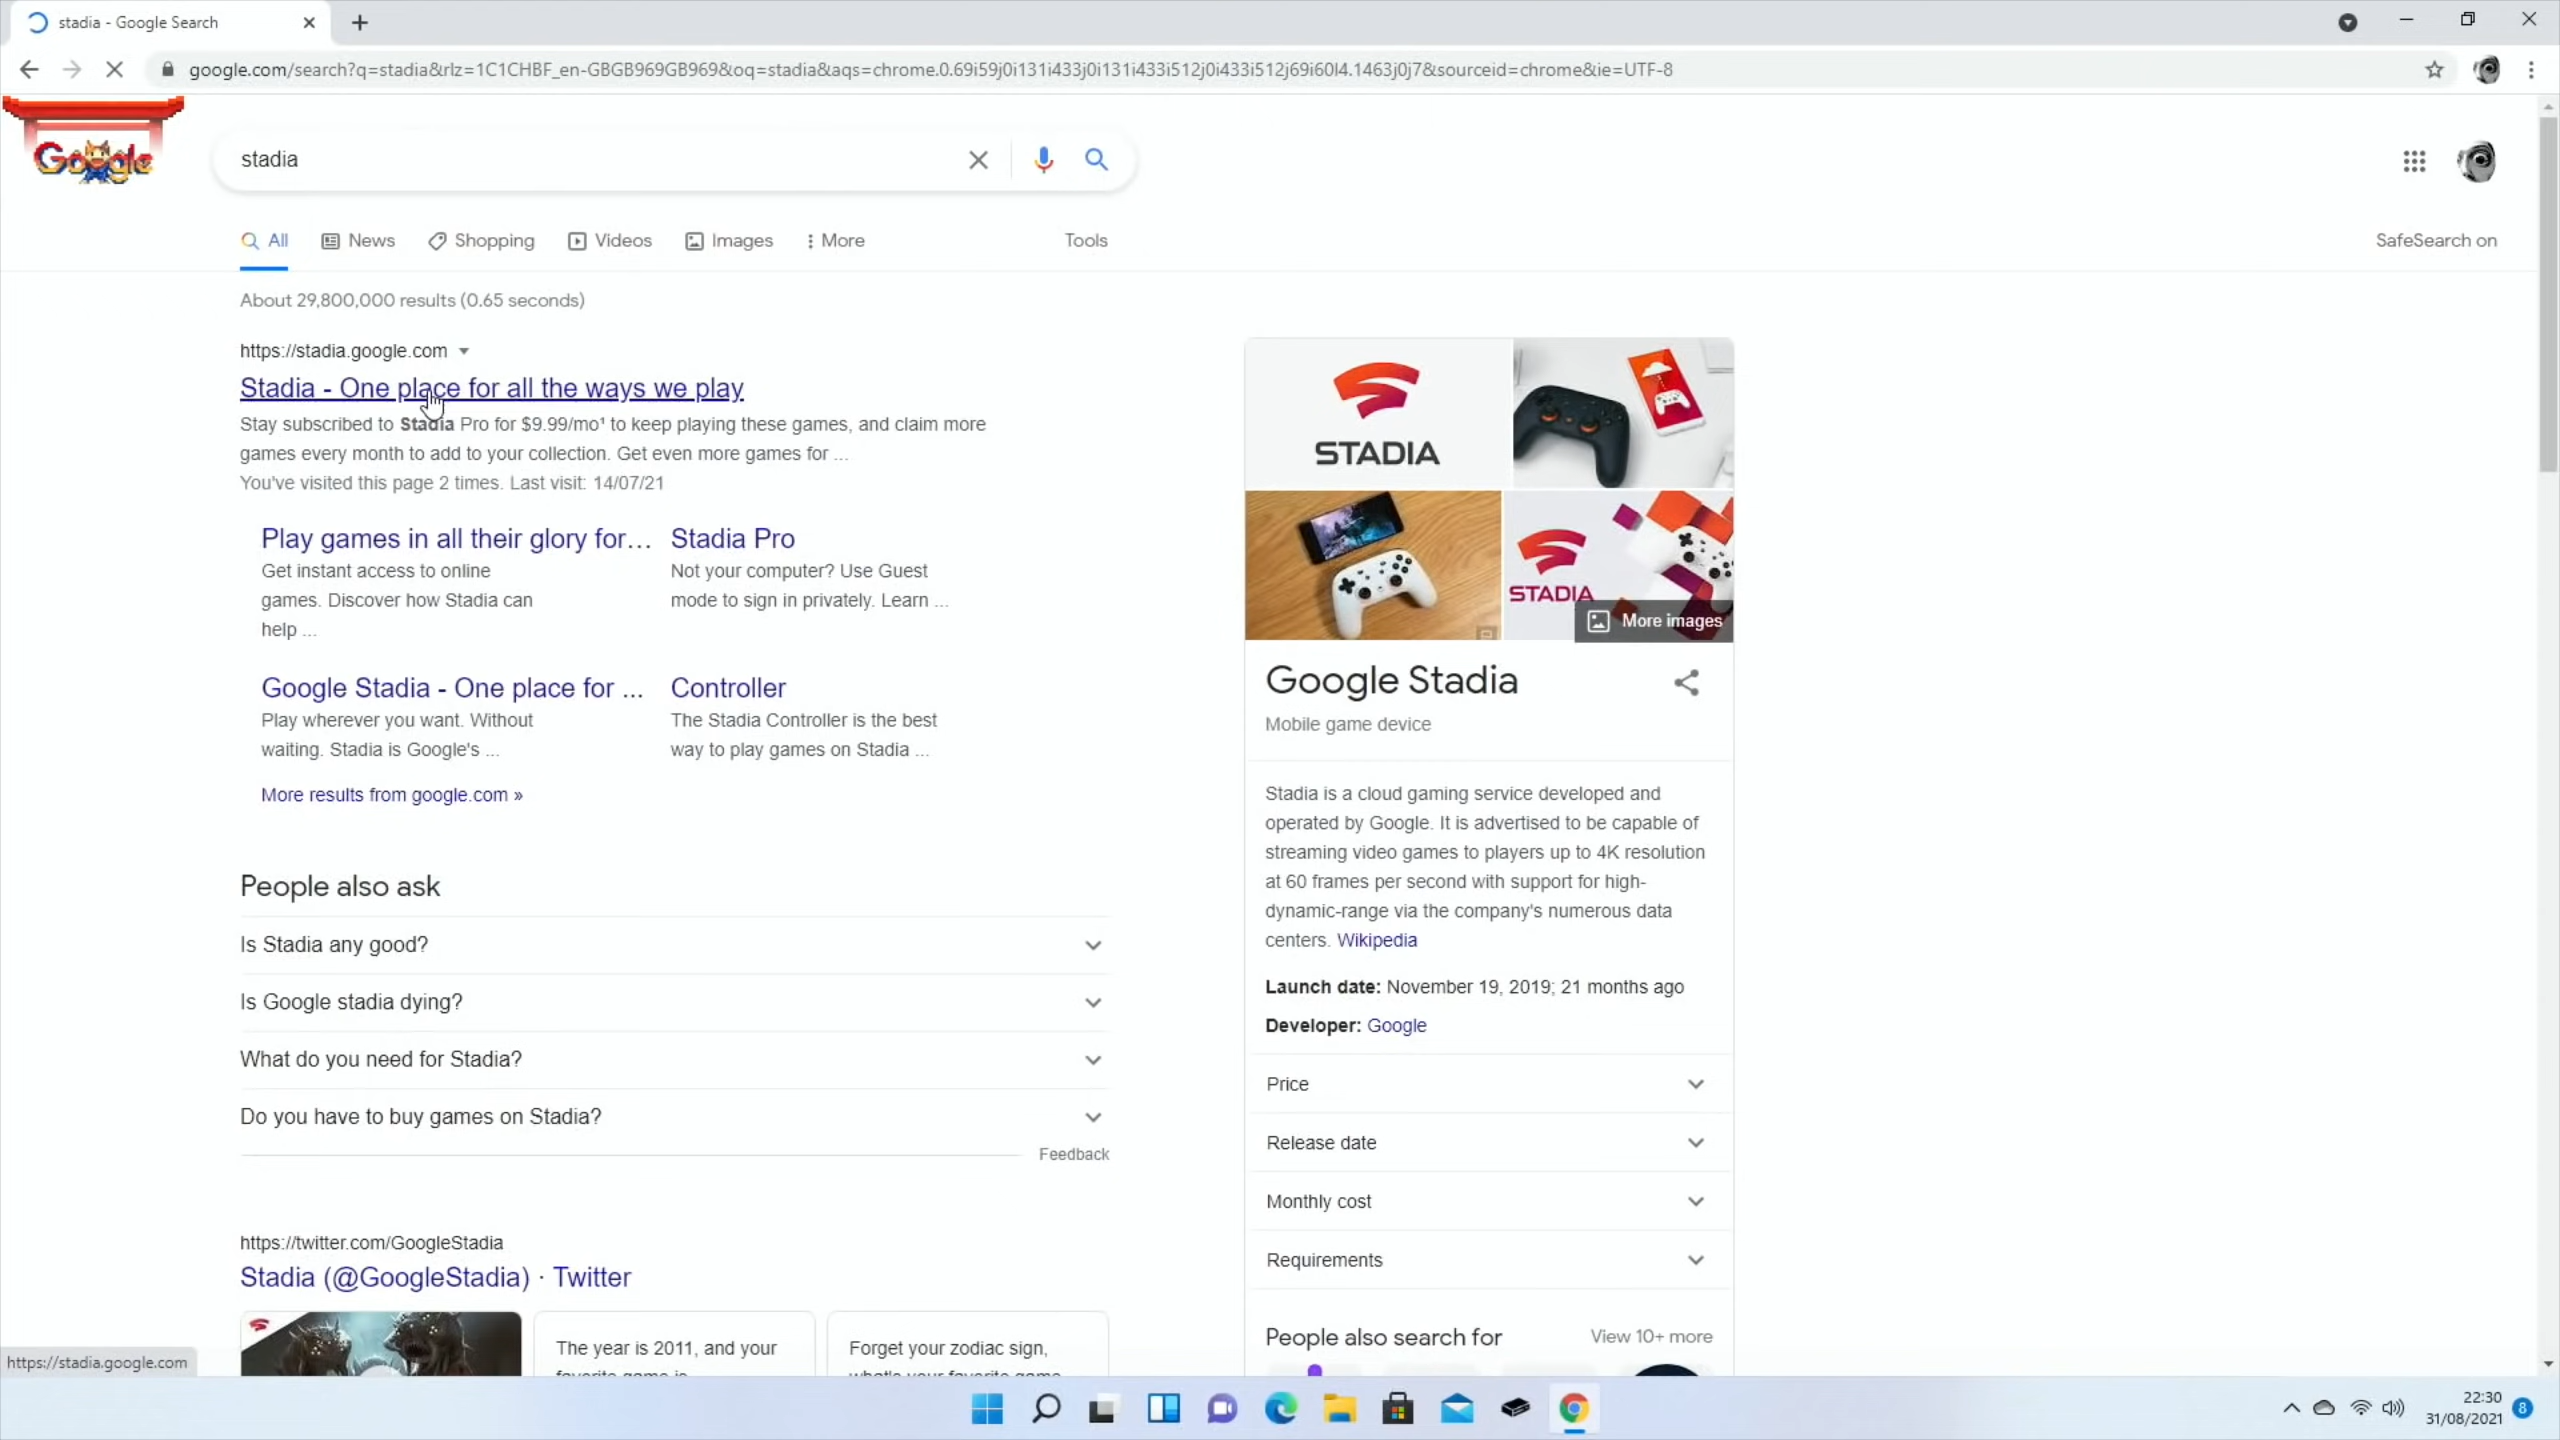 stadia - Google Search
google.com/search?q=stadia&rlz=1C1CHBF_en-GBGB969GB969&oq=stadia&aqs=chrome.0.69i59j0i131i433j0i131i433i512j0i433i512j69i60l4.1463j0j7&sourceid=chrome&ie=UTF-8
Google
stadia
All
News
Shopping
Videos
Images
More
Tools
SafeSearch on
About 29,800,000 results (0.65 seconds)
https://stadia.google.com
Stadia - One place for all the ways we play
Stay subscribed to Stadia Pro for $9.99/mo¹ to keep playing these games, and claim more
games every month to add to your collection. Get even more games for ...
You've visited this page 2 times. Last visit: 14/07/21
Play games in all their glory for...
Get instant access to online
games. Discover how Stadia can
help ...
Stadia Pro
Not your computer? Use Guest
mode to sign in privately. Learn ...
Google Stadia - One place for ...
Play wherever you want. Without
waiting. Stadia is Google's ...
Controller
The Stadia Controller is the best
way to play games on Stadia ...
More results from google.com »
People also ask
Is Stadia any good?
Is Google stadia dying?
What do you need for Stadia?
Do you have to buy games on Stadia?
Feedback
https://twitter.com/GoogleStadia
Stadia (@GoogleStadia) · Twitter
The year is 2011, and your
favorite game is
Forget your zodiac sign,
what's your favorite game
https://stadia.google.com
STADIA
STADIA
More images
Google Stadia
Mobile game device
Stadia is a cloud gaming service developed and
operated by Google. It is advertised to be capable of
streaming video games to players up to 4K resolution
at 60 frames per second with support for high-
dynamic-range via the company's numerous data
centers. Wikipedia
Launch date: November 19, 2019; 21 months ago
Developer: Google
Price
Release date
Monthly cost
Requirements
People also search for
View 10+ more
22:30
31/08/2021
8